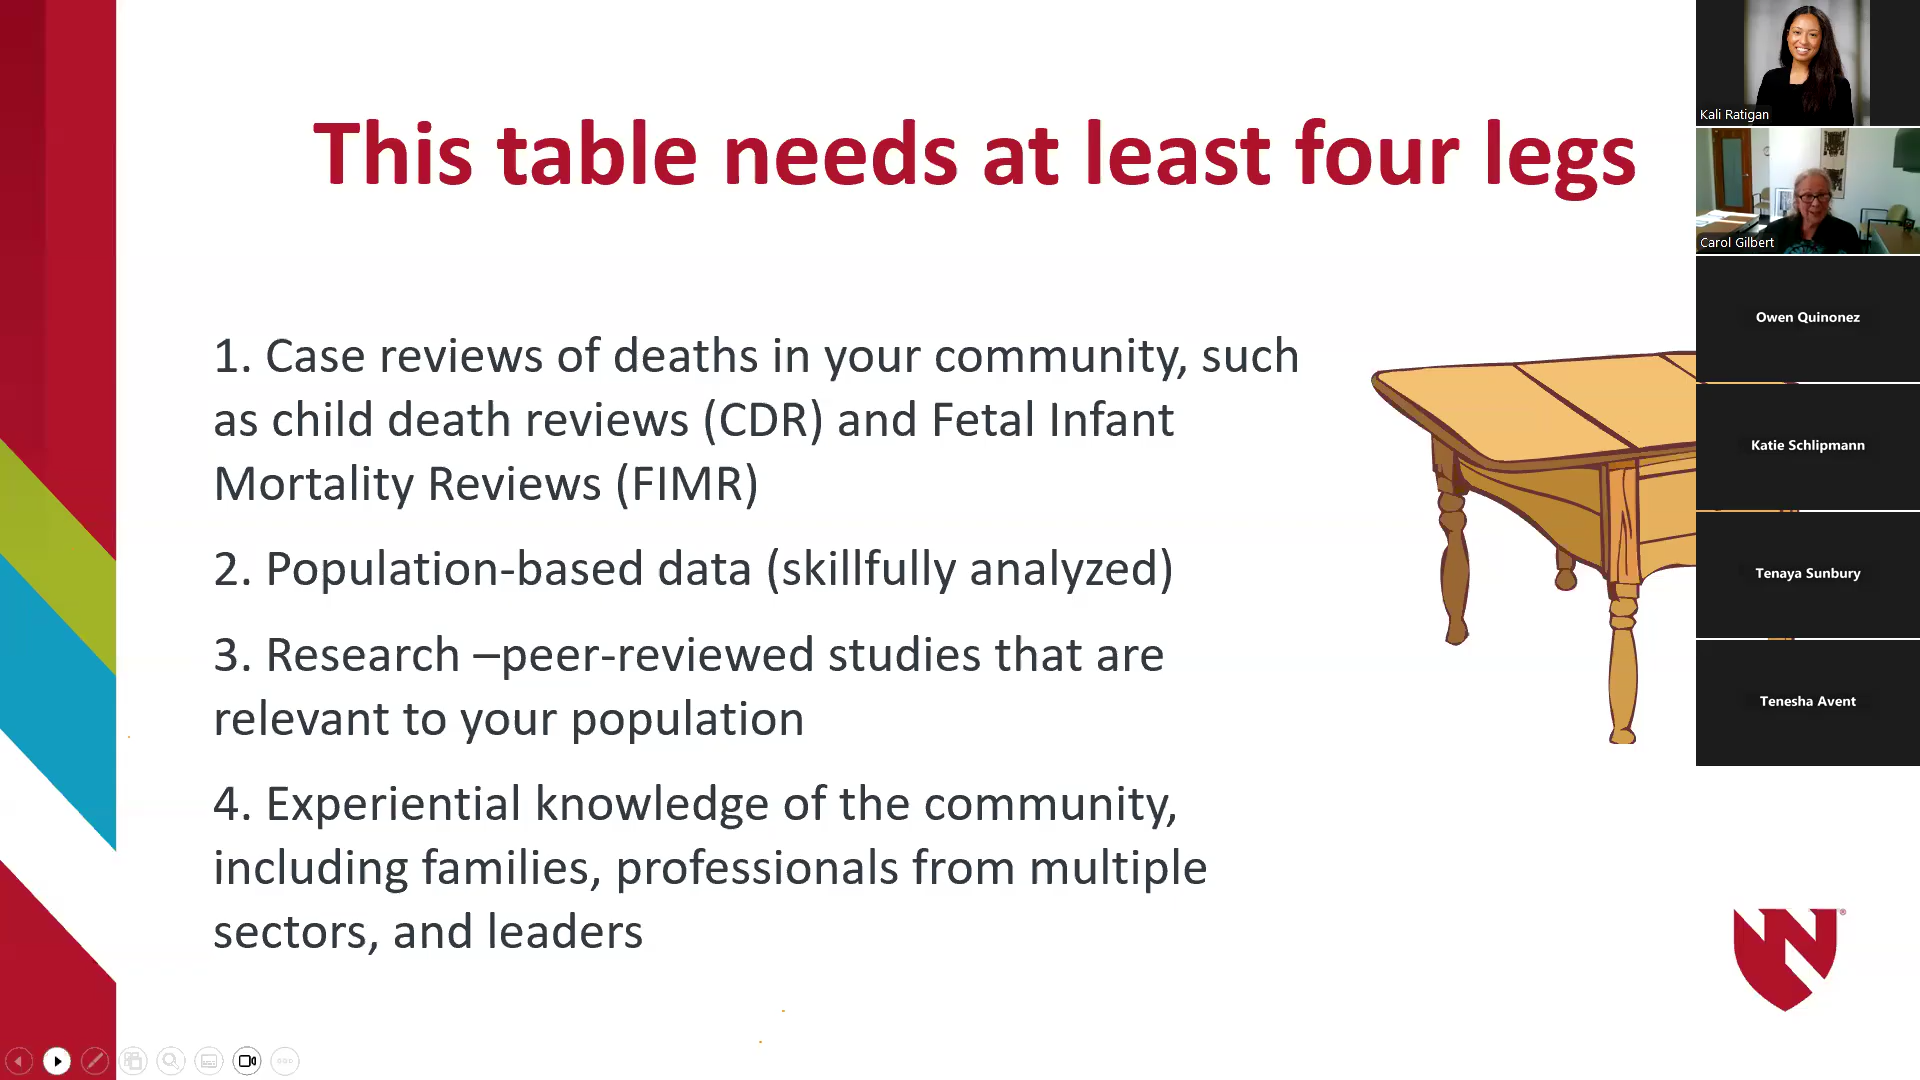 This table needs at least four legs
1. Case reviews of deaths in your community, such
as child death reviews (CDR) and Fetal Infant
Mortality Reviews (FIMR)
2. Population-based data (skillfully analyzed)
3. Research –peer-reviewed studies that are
relevant to your population
4. Experiential knowledge of the community,
including families, professionals from multiple
sectors, and leaders
Kali Ratigan
Carol Gilbert
Owen Quinonez
Katie Schlipmann
Tenaya Sunbury
Tenesha Avent
N®